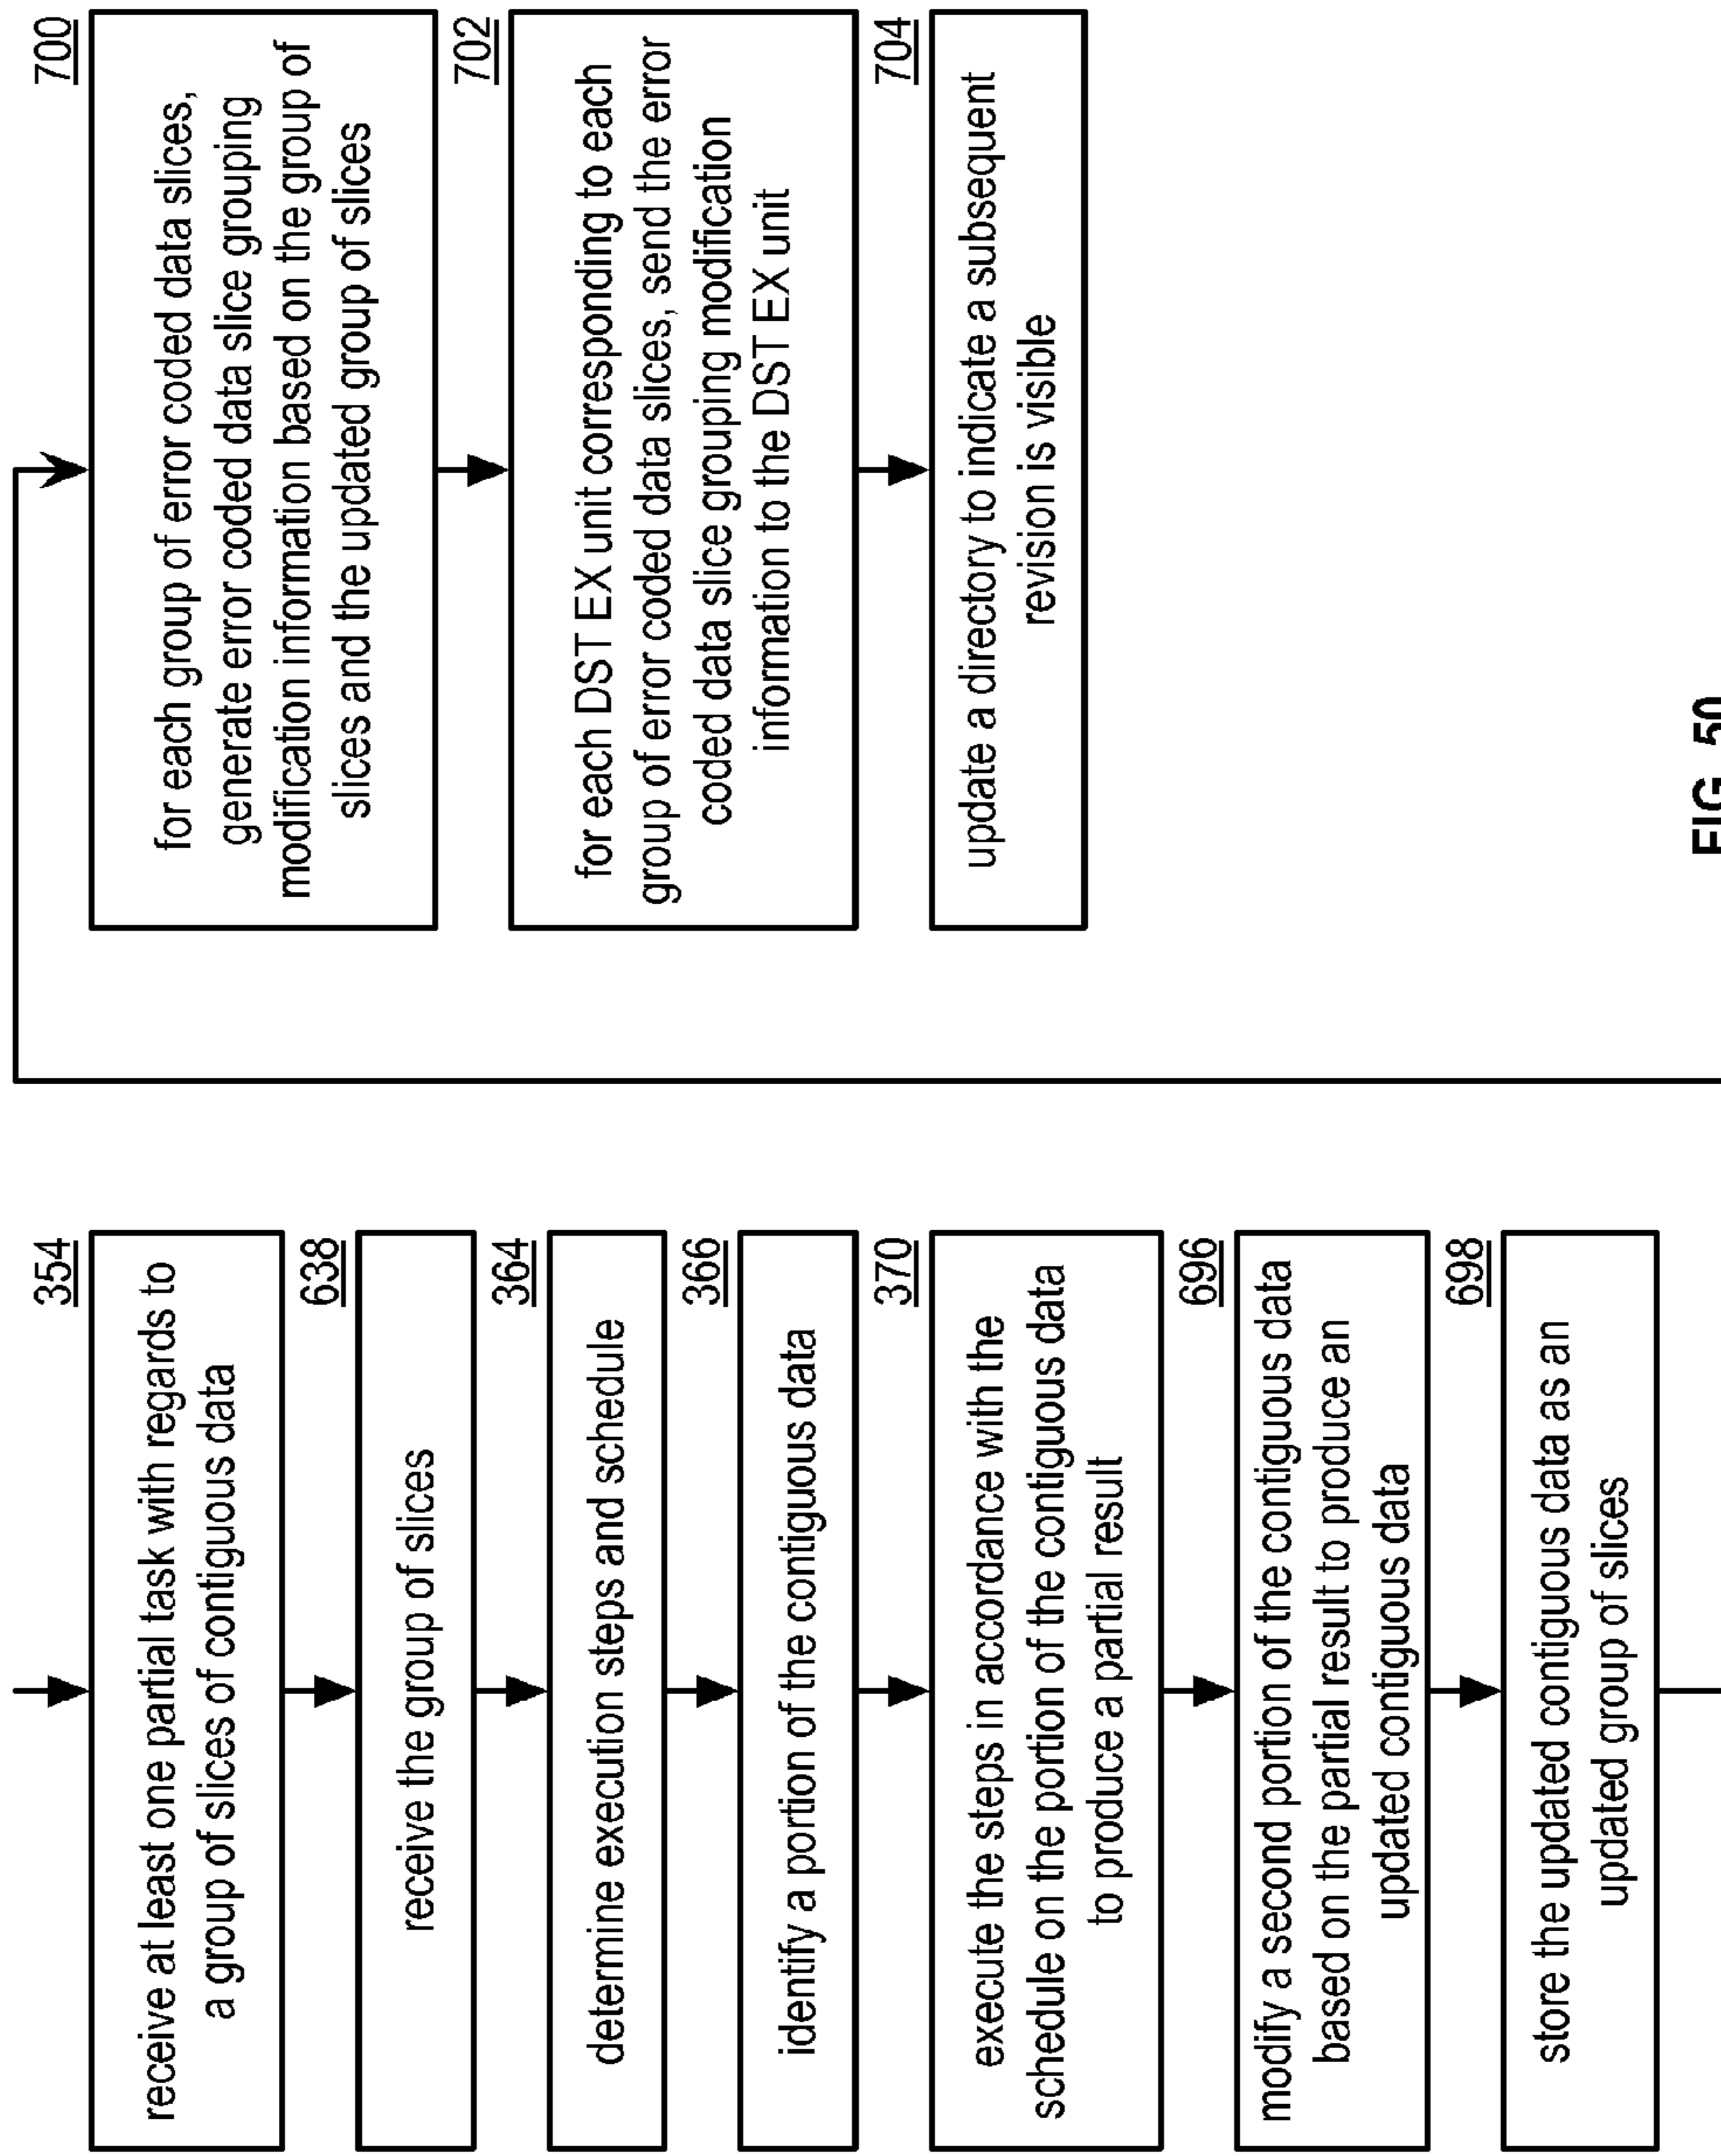 354
receive at least one partial task with regards to
a group of slices of contiguous data
638
receive the group of slices
364
determine execution steps and schedule
366
identify a portion of the contiguous data
370
execute the steps in accordance with the
schedule on the portion of the contiguous data
to produce a partial result
696
modify a second portion of the contiguous data
based on the partial result to produce an
updated contiguous data
698
store the updated contiguous data as an
updated group of slices
700
for each group of error coded data slices,
generate error coded data slice grouping
modification information based on the group of
slices and the updated group of slices
702
for each DST EX unit corresponding to each
group of error coded data slices, send the error
coded data slice grouping modification
information to the DST EX unit
704
update a directory to indicate a subsequent
revision is visible
FIG. 50